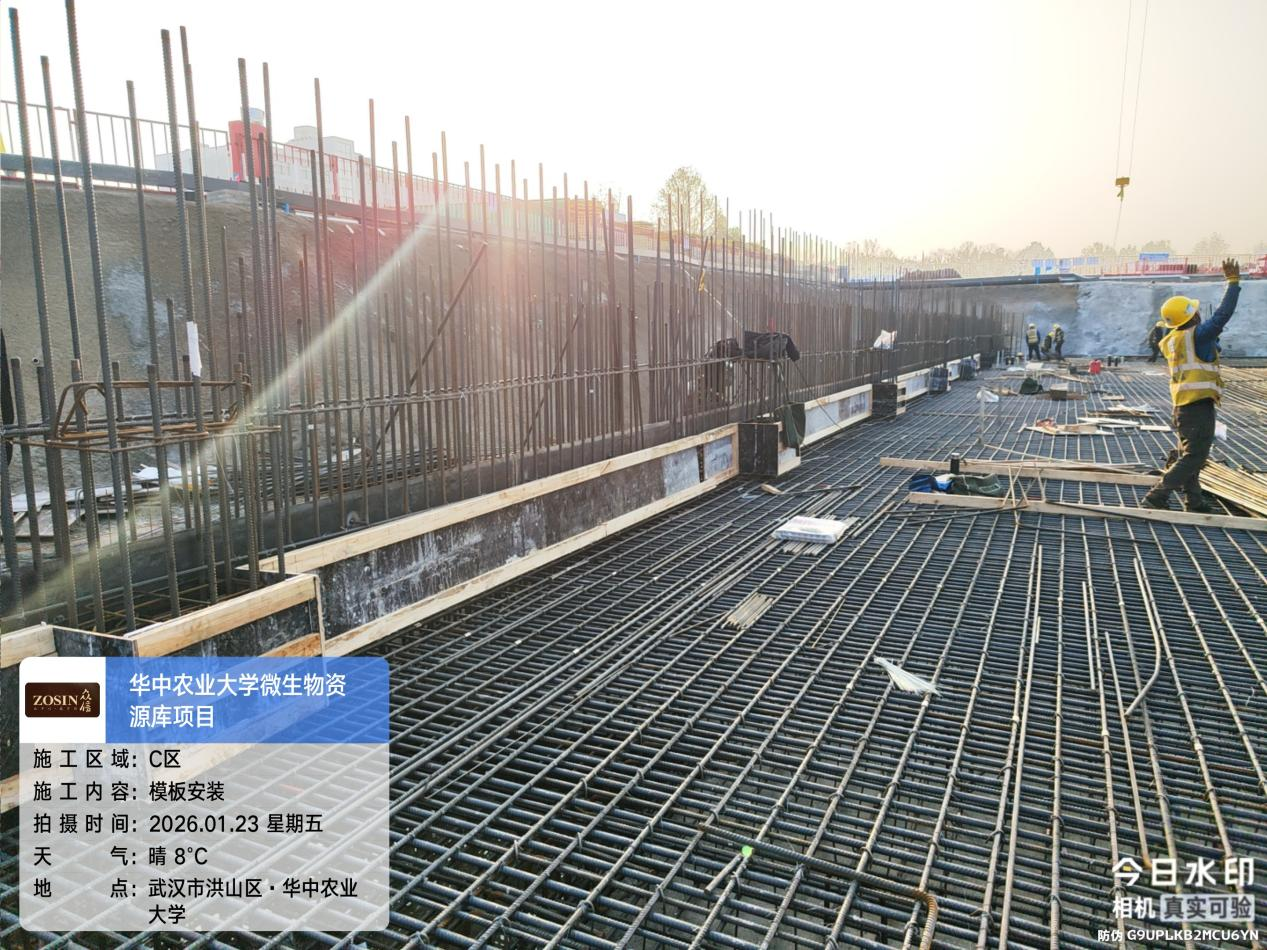 ZOSIN 众信
华中农业大学微生物资
源库项目
施工区域：C区
施工内容：模板安装
拍摄时间：2026.01.23 星期五
天气：晴 8℃
地点：武汉市洪山区·华中农业
大学
今日水印
相机 真实可验
防伪 G9UPLKB2MCU6YN